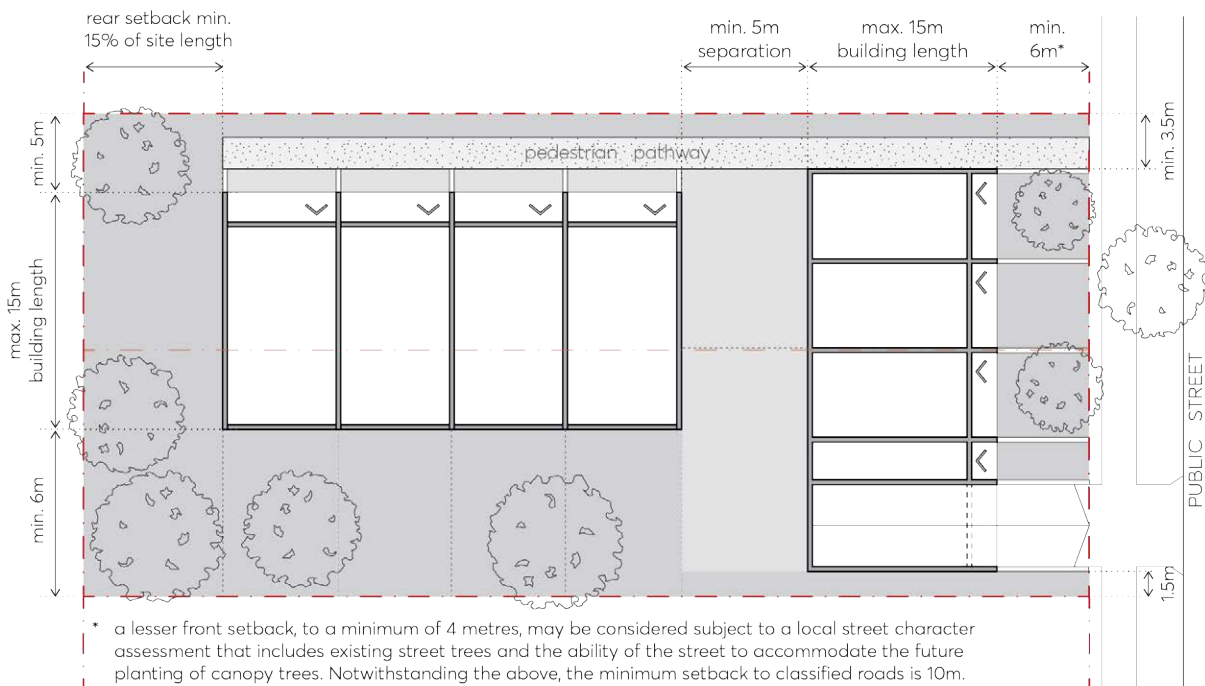 rear setback min.
15% of site length
min. 5m
separation
max. 15m
building length
min.
6m*
min. 5m
min. 3.5m
pedestrian pathway
max. 15m
building length
PUBLIC STREET
min. 6m
1.5m
* a lesser front setback, to a minimum of 4 metres, may be considered subject to a local street character
assessment that includes existing street trees and the ability of the street to accommodate the future
planting of canopy trees. Notwithstanding the above, the minimum setback to classified roads is 10m.